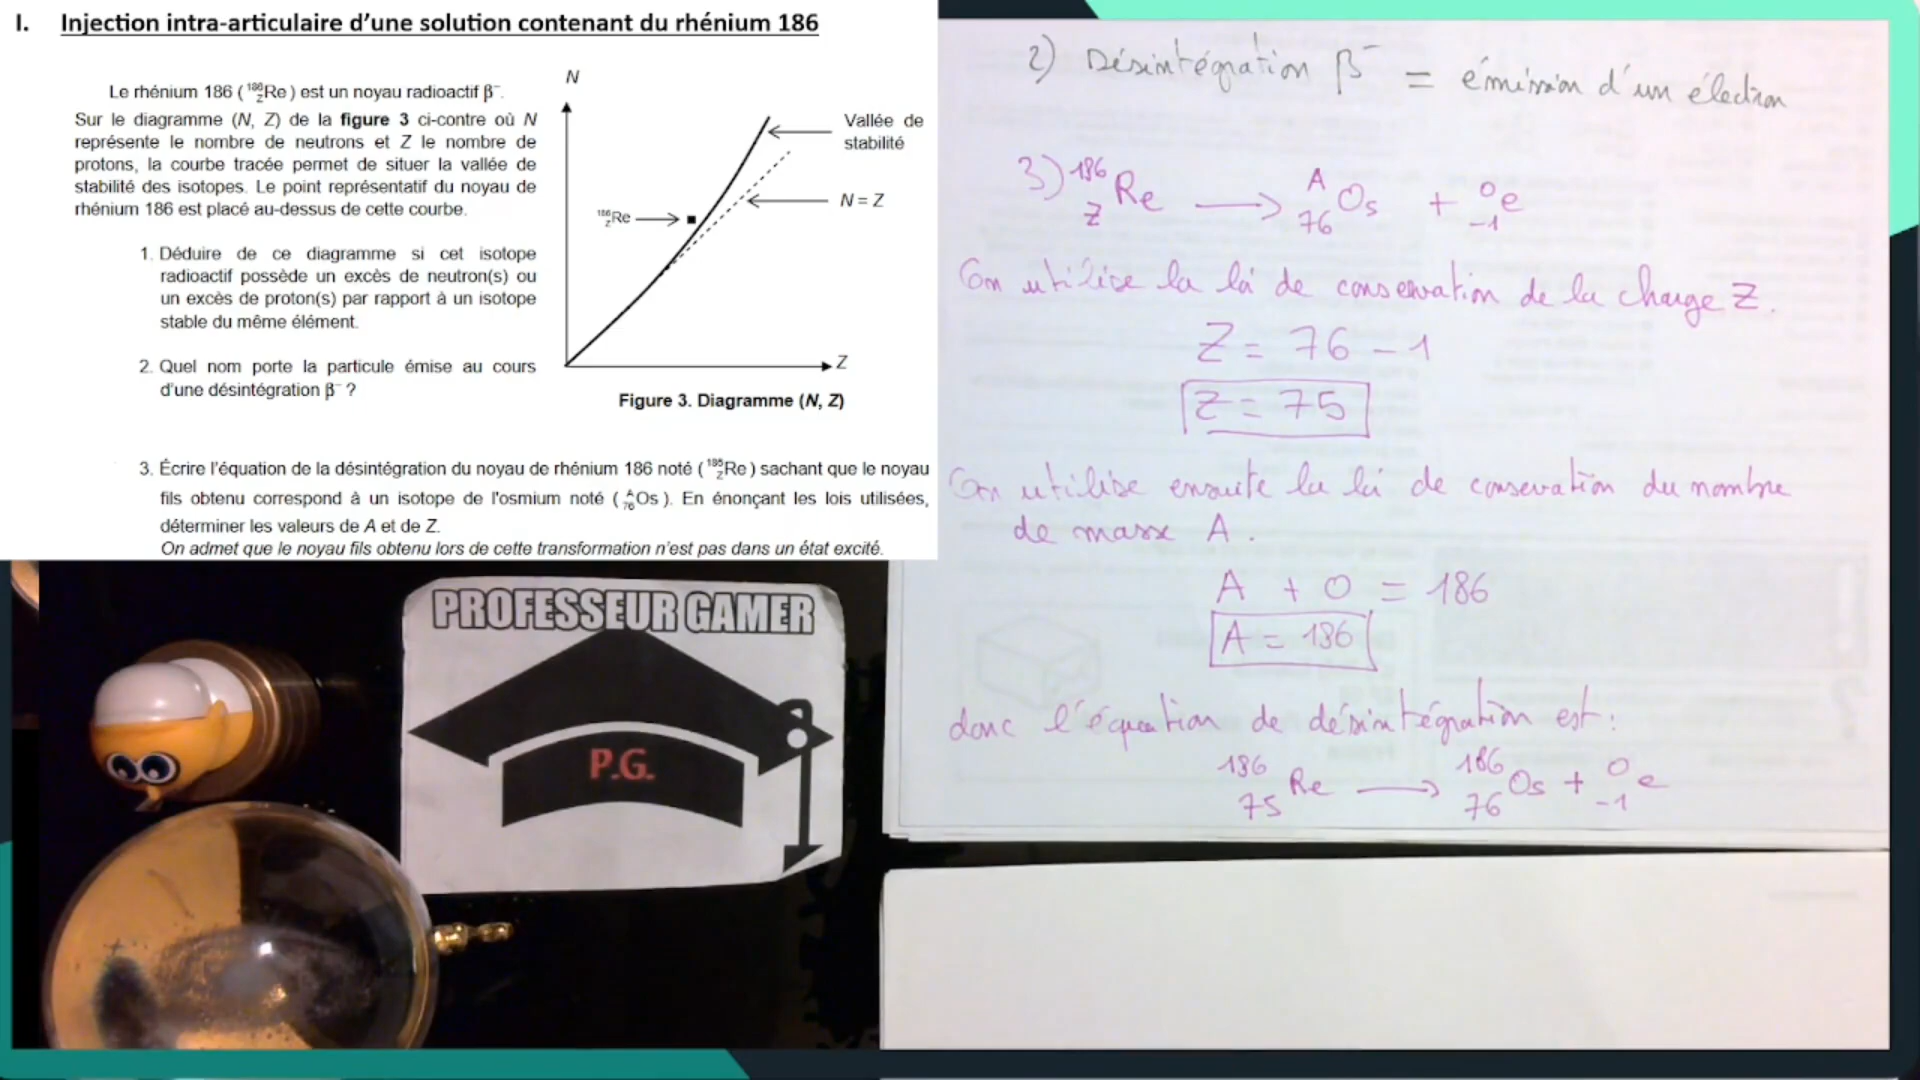 I. Injection intra-articulaire d'une solution contenant du rhénium 186
Le rhénium 186 ( ¹⁸⁶ZRe ) est un noyau radioactif β⁻.
Sur le diagramme (N, Z) de la figure 3 ci-contre où N
représente le nombre de neutrons et Z le nombre de
protons, la courbe tracée permet de situer la vallée de
stabilité des isotopes. Le point représentatif du noyau de
rhénium 186 est placé au-dessus de cette courbe.
1. Déduire de ce diagramme si cet isotope
radioactif possède un excès de neutron(s) ou
un excès de proton(s) par rapport à un isotope
stable du même élément.
2. Quel nom porte la particule émise au cours
d'une désintégration β⁻ ?
N
Vallée de
stabilité
N = Z
¹⁸⁶ZRe
Z
Figure 3. Diagramme (N, Z)
3. Écrire l'équation de la désintégration du noyau de rhénium 186 noté ( ¹⁸⁶ZRe ) sachant que le noyau
fils obtenu correspond à un isotope de l'osmium noté ( ᴬ₇₆Os ). En énonçant les lois utilisées,
déterminer les valeurs de A et de Z.
On admet que le noyau fils obtenu lors de cette transformation n'est pas dans un état excité.
PROFESSEUR GAMER
P.G.
2) Désintégration β⁻ = émission d'un électron
3) ¹⁸⁶ZRe → ᴬ₇₆Os + ⁰₋₁e
On utilise la loi de conservation de la charge Z.
Z = 76 - 1
Z = 75
On utilise ensuite la loi de conservation du nombre
de masse A.
A + 0 = 186
A = 186
donc l'équation de désintégration est :
¹⁸⁶₇₅Re → ¹⁸⁶₇₆Os + ⁰₋₁e